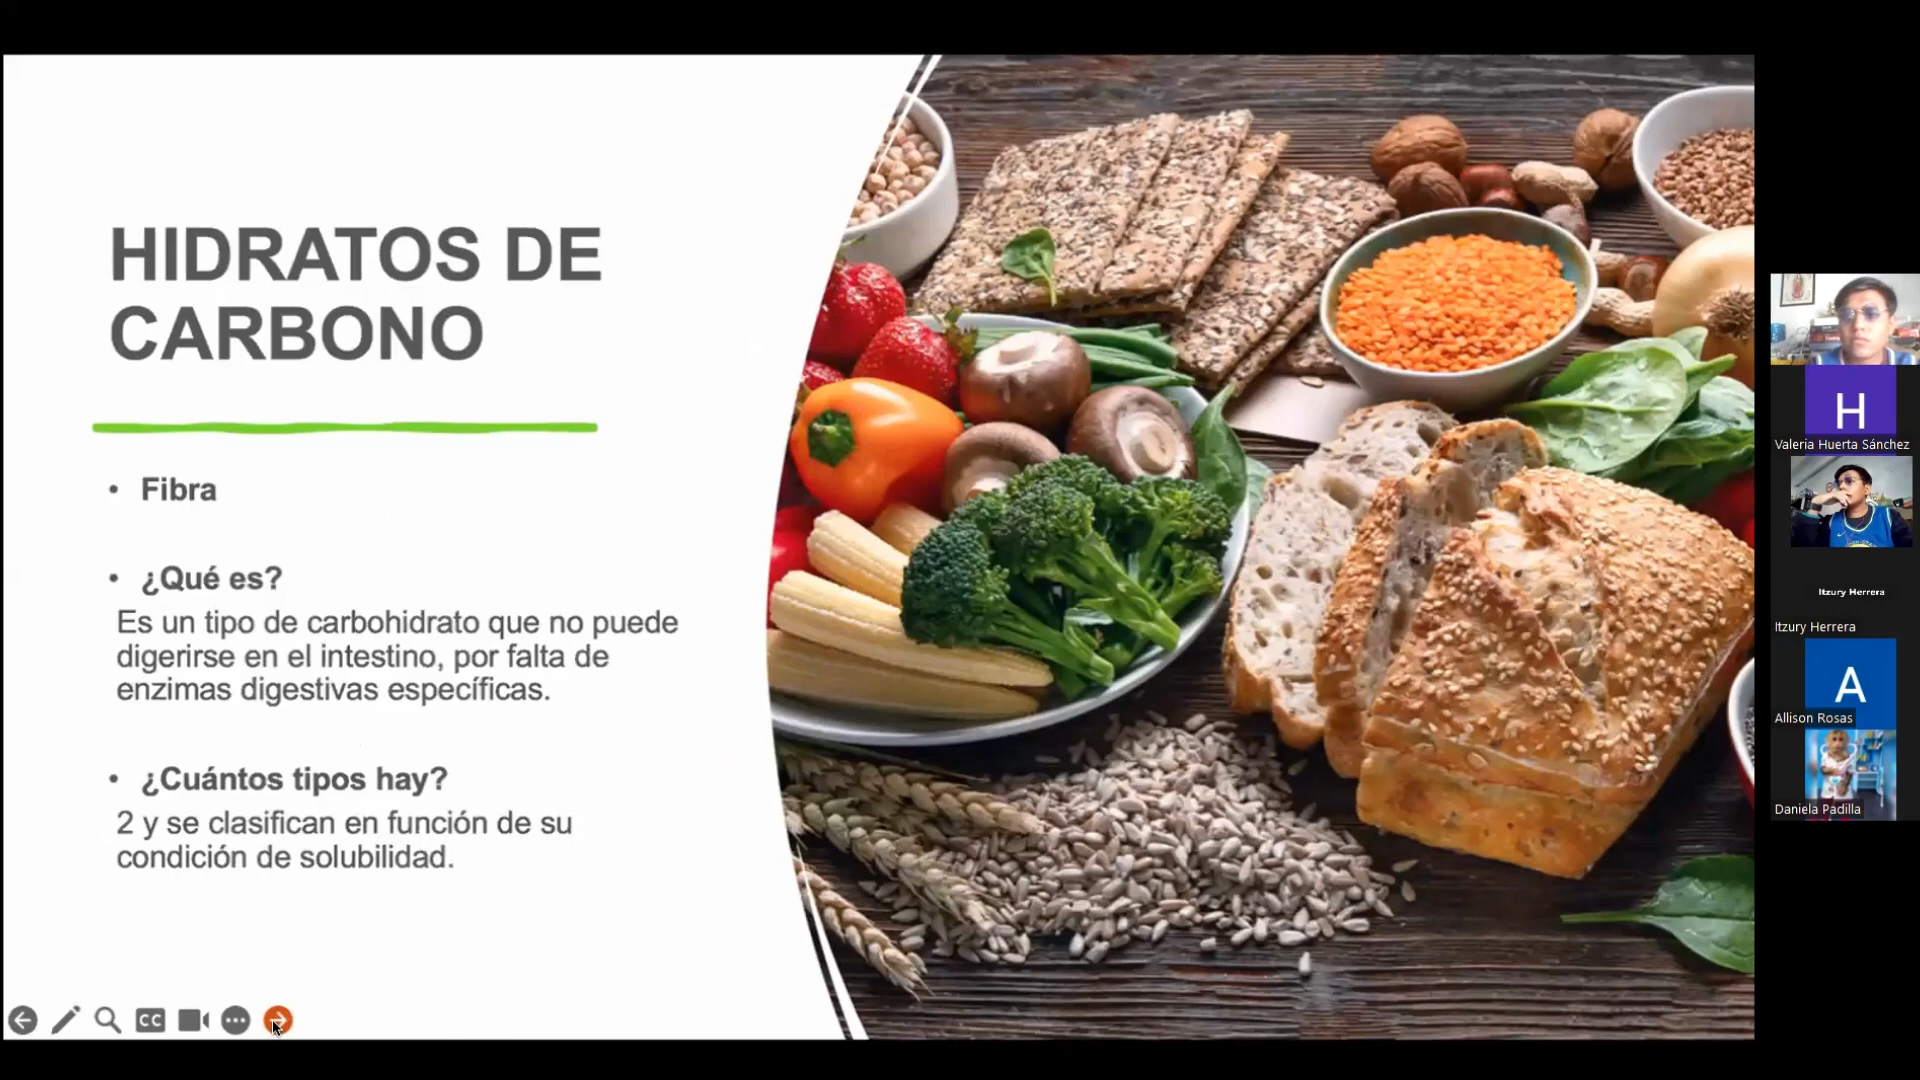 HIDRATOS DE
CARBONO
• Fibra
• ¿Qué es?
Es un tipo de carbohidrato que no puede
digerirse en el intestino, por falta de
enzimas digestivas específicas.
• ¿Cuántos tipos hay?
2 y se clasifican en función de su
condición de solubilidad.
CC
H
Valeria Huerta Sánchez
Itzury Herrera
Itzury Herrera
A
Allison Rosas
Daniela Padilla